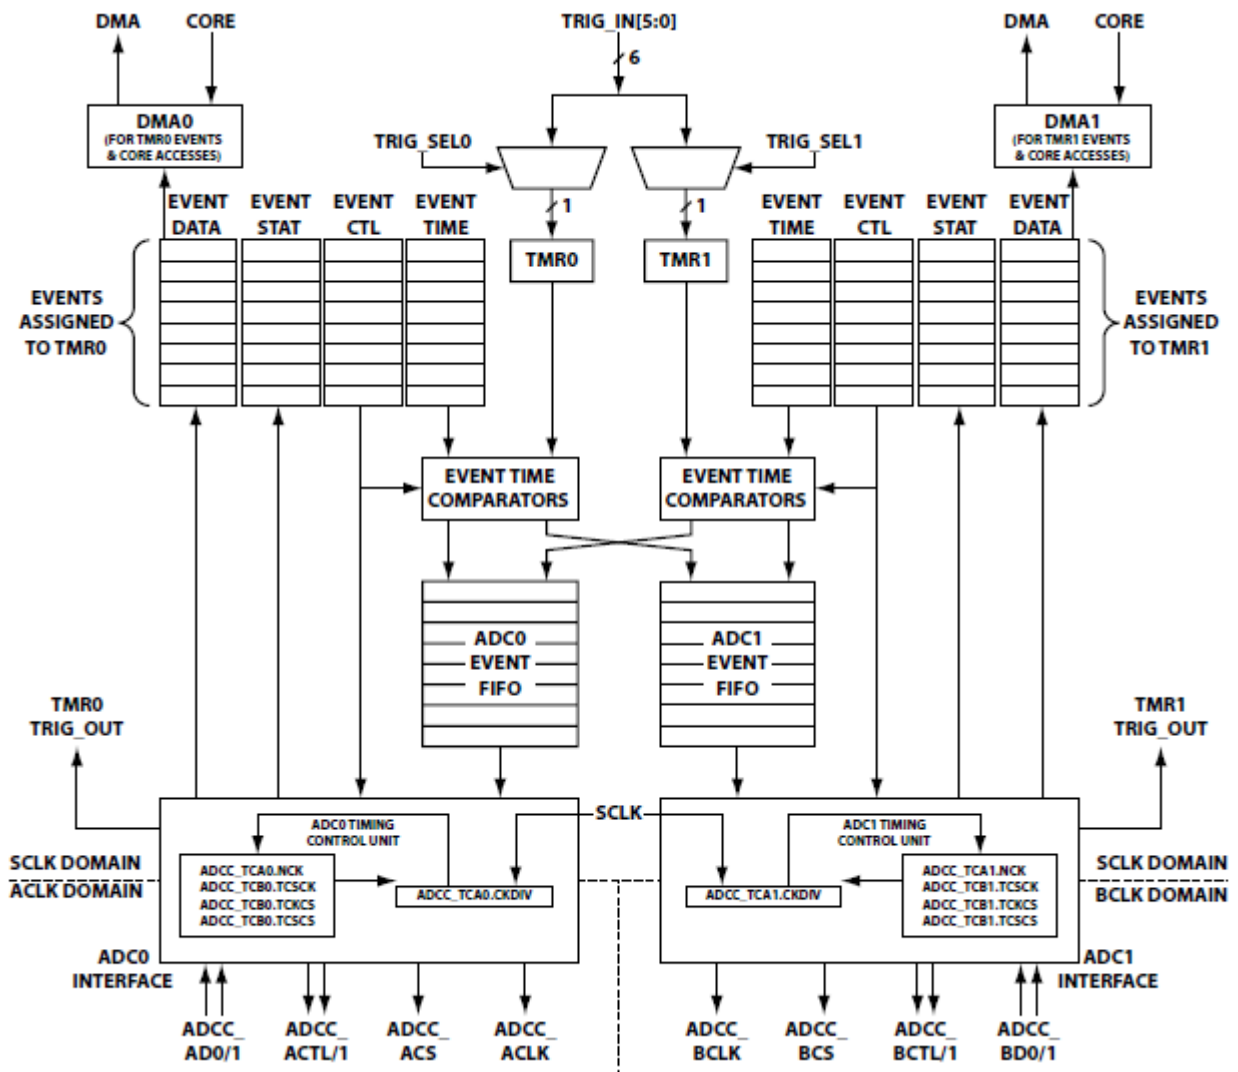 DMA
CORE
TRIG_IN[5:0]
DMA
CORE
6
DMA0
(FOR TMR0 EVENTS
& CORE ACCESSES)
DMA1
(FOR TMR1 EVENTS
& CORE ACCESSES)
TRIG_SEL0
TRIG_SEL1
EVENT
DATA
EVENT
STAT
EVENT
CTL
EVENT
TIME
1
1
EVENT
TIME
EVENT
CTL
EVENT
STAT
EVENT
DATA
TMR0
TMR1
EVENTS
ASSIGNED
TO TMR0
EVENTS
ASSIGNED
TO TMR1
EVENT TIME
COMPARATORS
EVENT TIME
COMPARATORS
ADC0
EVENT
FIFO
ADC1
EVENT
FIFO
TMR0
TRIG_OUT
TMR1
TRIG_OUT
SCLK
ADC0 TIMING
CONTROL UNIT
ADC1 TIMING
CONTROL UNIT
SCLK DOMAIN
ACLK DOMAIN
SCLK DOMAIN
BCLK DOMAIN
ADCC_TCA0.NCK
ADCC_TCB0.TCSCK
ADCC_TCB0.TCKCS
ADCC_TCB0.TCSCS
ADCC_TCA0.CKDIV
ADCC_TCA1.CKDIV
ADCC_TCA1.NCK
ADCC_TCB1.TCSCK
ADCC_TCB1.TCKCS
ADCC_TCB1.TCSCS
ADC0
INTERFACE
ADC1
INTERFACE
ADCC_
AD0/1
ADCC_
ACTL/1
ADCC_
ACS
ADCC_
ACLK
ADCC_
BCLK
ADCC_
BCS
ADCC_
BCTL/1
ADCC_
BD0/1